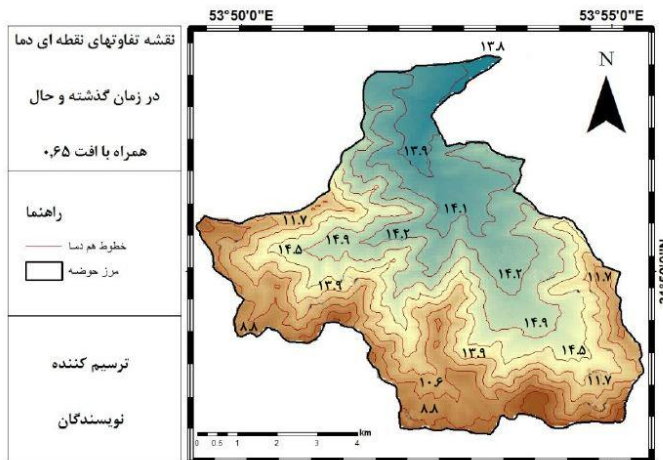 نقشه تفاوتهای نقطه ای دما
در زمان گذشته و حال
همراه با افت ۰٫۶۵
راهنما
خطوط هم دما
مرز حوضه
ترسیم کننده
نویسندگان
53°50'0"E
53°55'0"E
N
۱۳.۸
۱۳.۹
۱۴.۱
۱۱.۷
۱۴.۹
۱۴.۲
۱۴.۵
۱۳.۹
۱۴.۲
۱۱.۷
۸.۸
۱۴.۹
۱۳.۹
۱۴.۵
۱۰.۶
۱۱.۷
۸.۸
km
0 0.5 1 2 3 4